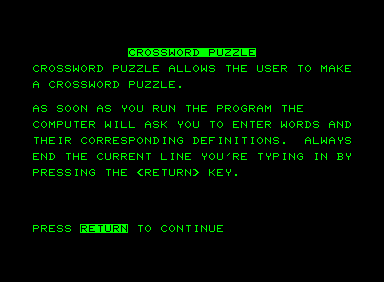 CROSSWORD PUZZLE
CROSSWORD PUZZLE ALLOWS THE USER TO MAKE
A CROSSWORD PUZZLE.
AS SOON AS YOU RUN THE PROGRAM THE
COMPUTER WILL ASK YOU TO ENTER WORDS AND
THEIR CORRESPONDING DEFINITIONS.  ALWAYS
END THE CURRENT LINE YOU'RE TYPING IN BY
PRESSING THE <RETURN> KEY.
PRESS RETURN TO CONTINUE